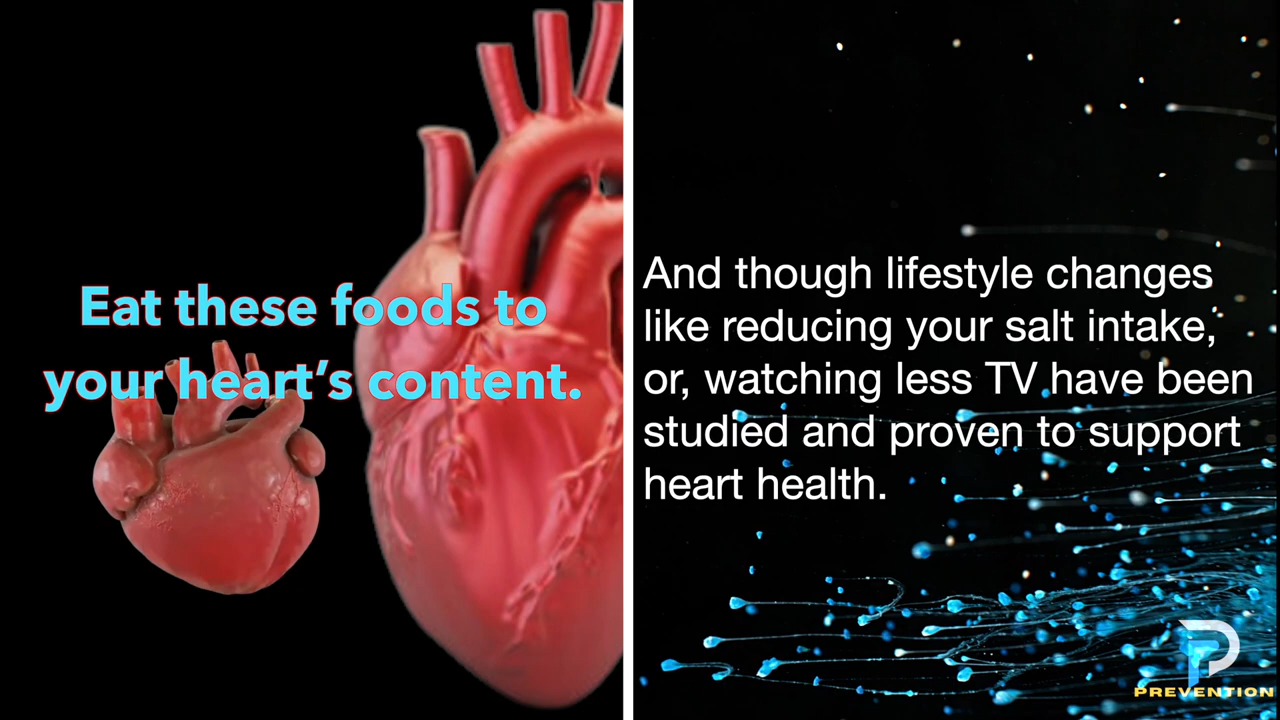 Eat these foods to
your heart's content.
And though lifestyle changes
like reducing your salt intake,
or, watching less TV have been
studied and proven to support
heart health.
PREVENTION